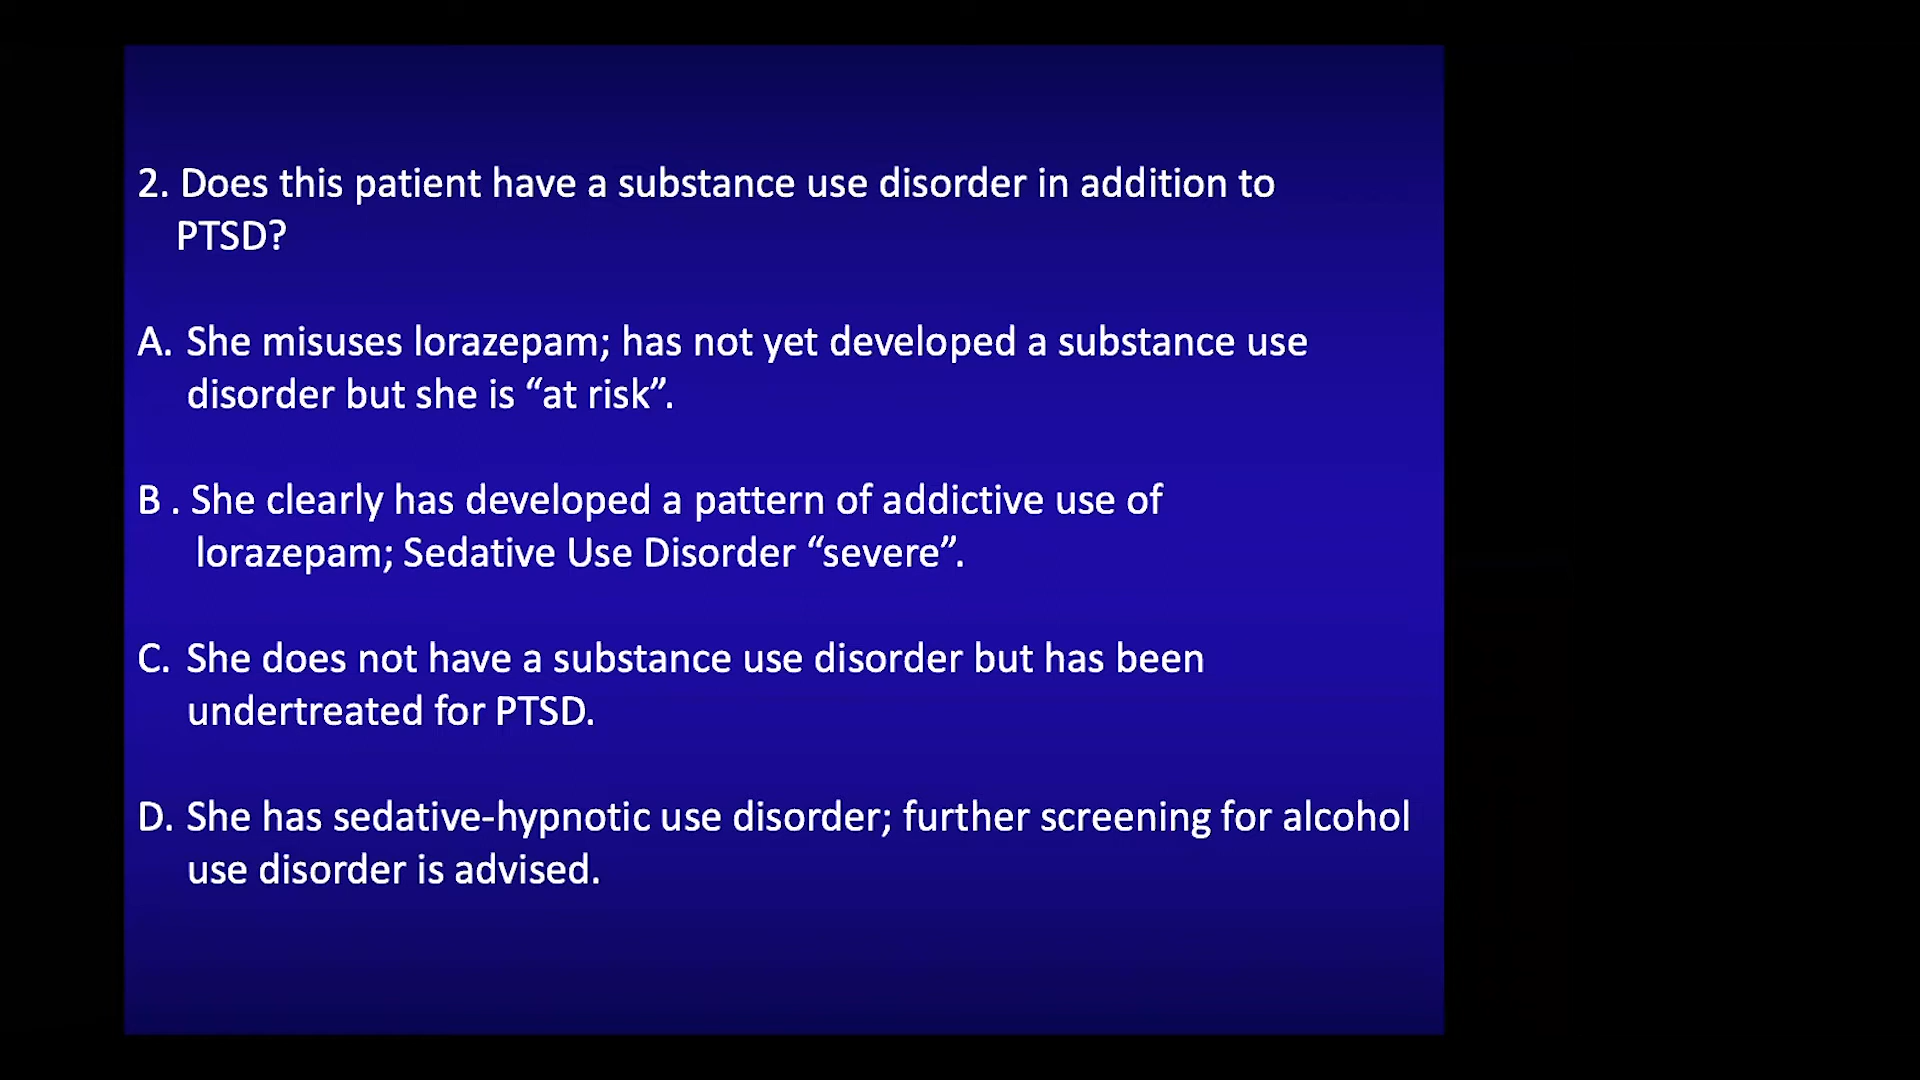 2. Does this patient have a substance use disorder in addition to
PTSD?
A. She misuses lorazepam; has not yet developed a substance use
disorder but she is “at risk”.
B . She clearly has developed a pattern of addictive use of
lorazepam; Sedative Use Disorder “severe”.
C. She does not have a substance use disorder but has been
undertreated for PTSD.
D. She has sedative-hypnotic use disorder; further screening for alcohol
use disorder is advised.